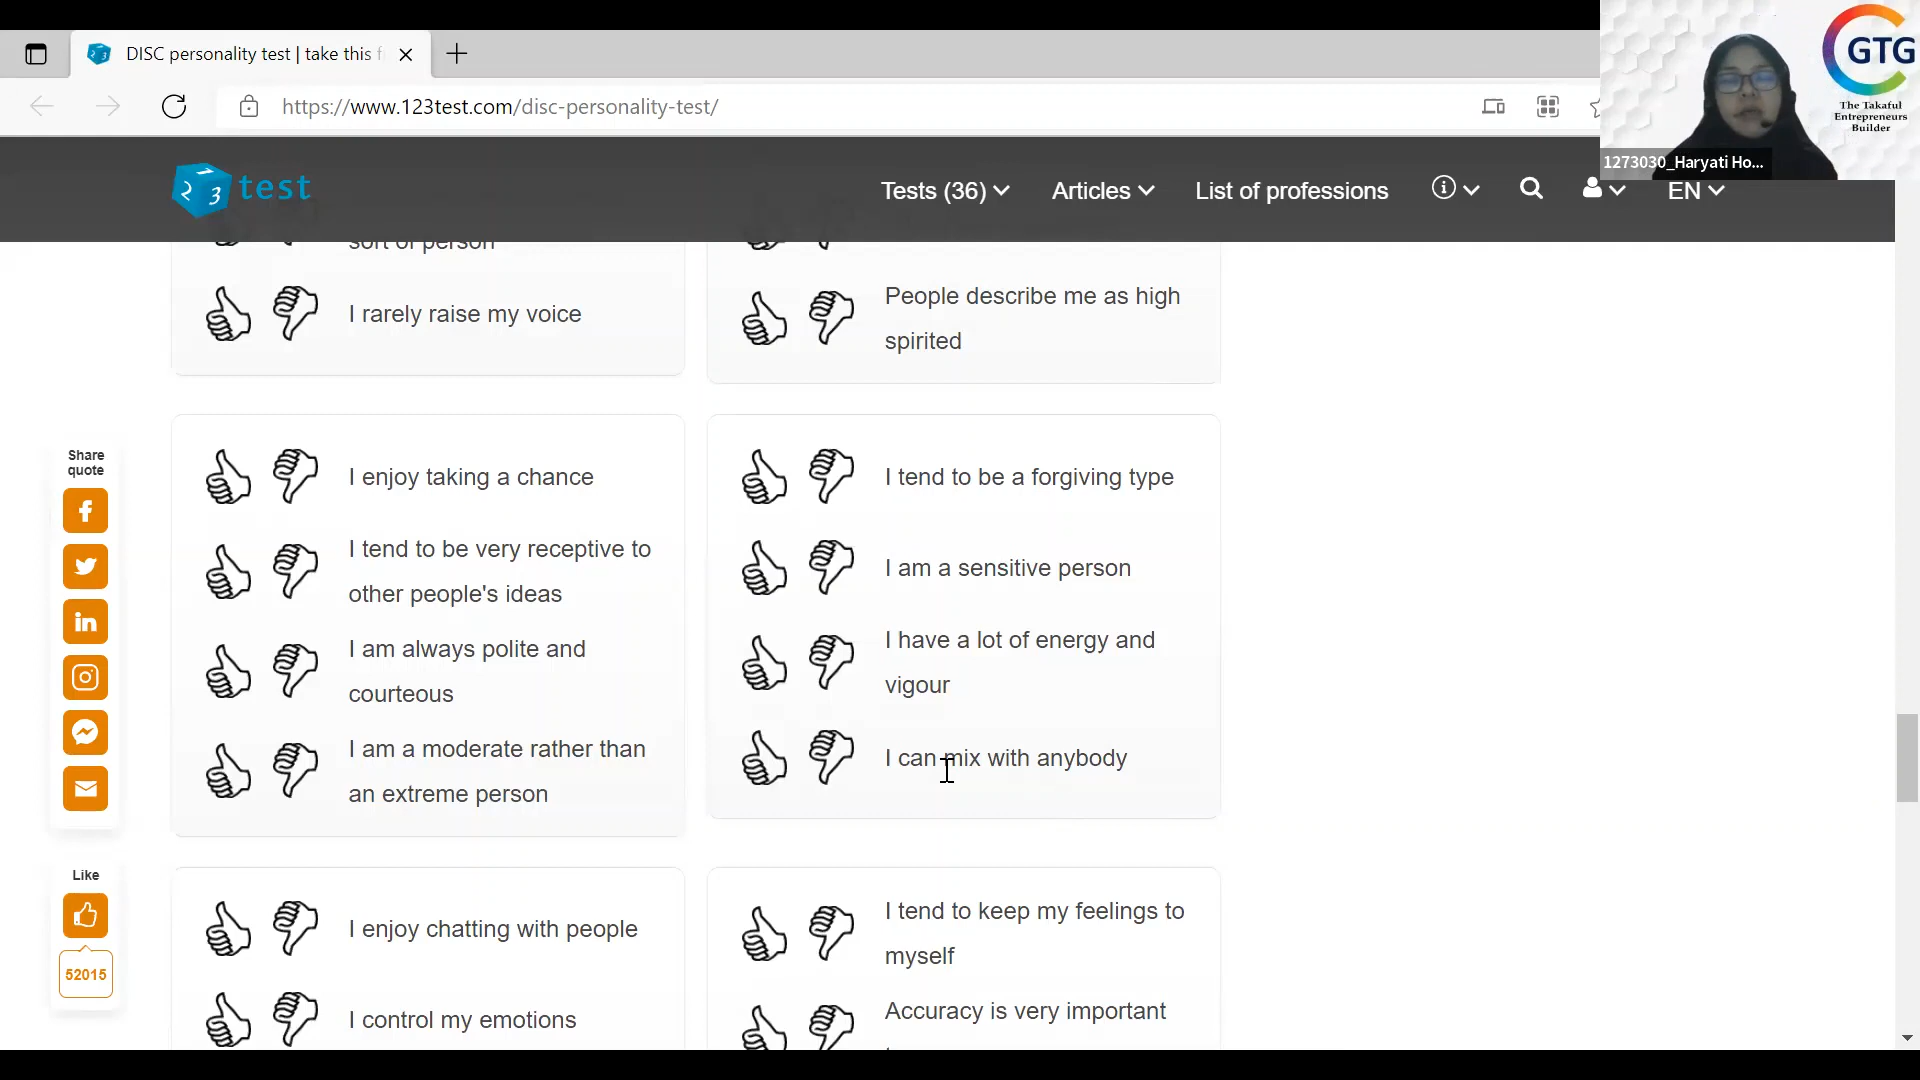 DISC personality test | take this f
https://www.123test.com/disc-personality-test/
GTG
The Takaful
Entrepreneurs
Builder
1273030_Haryati Ho...
123 test
Tests (36)
Articles
List of professions
EN
sort of person
I rarely raise my voice
People describe me as high
spirited
Share
quote
I enjoy taking a chance
I tend to be very receptive to
other people's ideas
I am always polite and
courteous
I am a moderate rather than
an extreme person
I tend to be a forgiving type
I am a sensitive person
I have a lot of energy and
vigour
I can mix with anybody
Like
52015
I enjoy chatting with people
I control my emotions
I tend to keep my feelings to
myself
Accuracy is very important